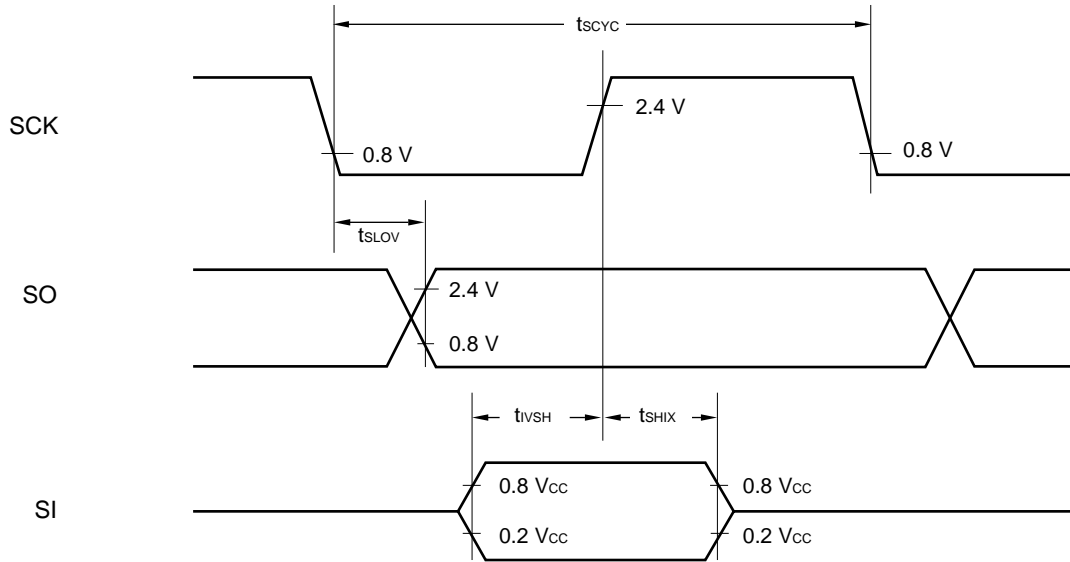 tSCYC
SCK
2.4 V
0.8 V
0.8 V
tSLOV
SO
2.4 V
0.8 V
tIVSH
tSHIX
SI
0.8 VCC
0.8 VCC
0.2 VCC
0.2 VCC